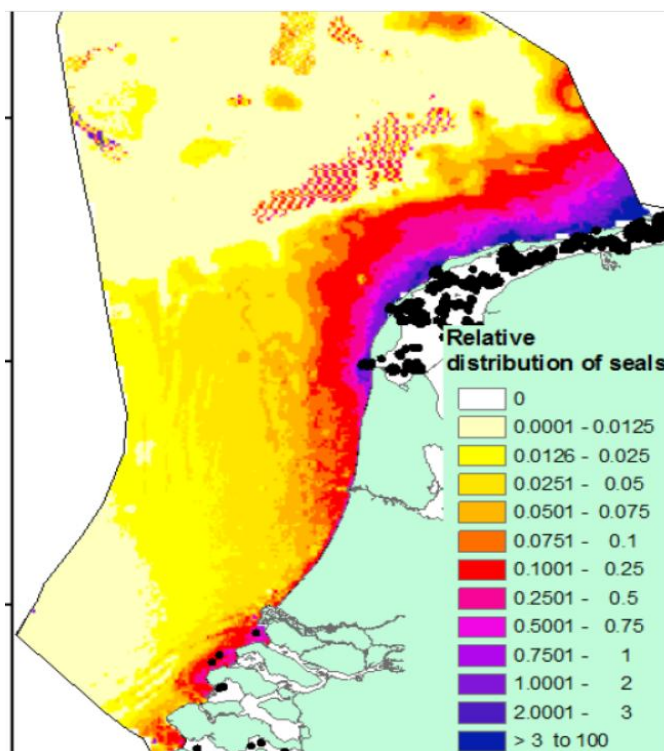 Relative
distribution of seals
0
0.0001 - 0.0125
0.0126 - 0.025
0.0251 - 0.05
0.0501 - 0.075
0.0751 - 0.1
0.1001 - 0.25
0.2501 - 0.5
0.5001 - 0.75
0.7501 - 1
1.0001 - 2
2.0001 - 3
> 3 to 100